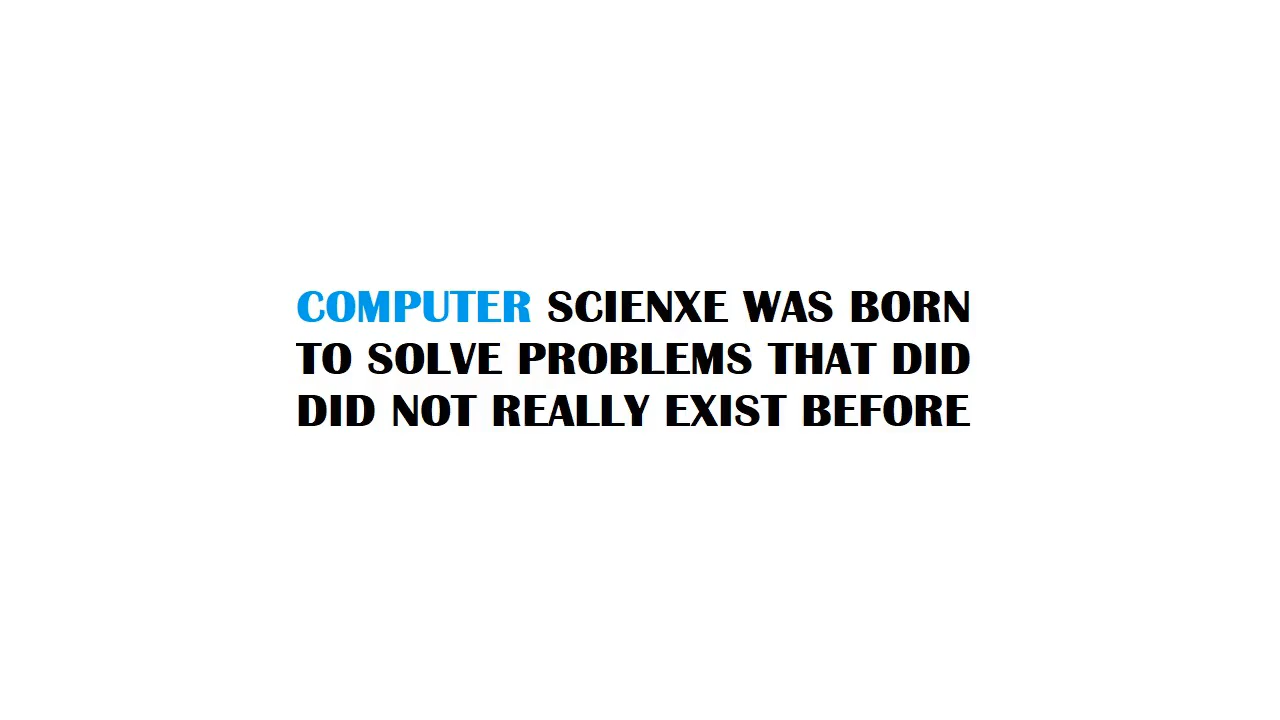 COMPUTER SCIENXE WAS BORN
TO SOLVE PROBLEMS THAT DID
DID NOT REALLY EXIST BEFORE